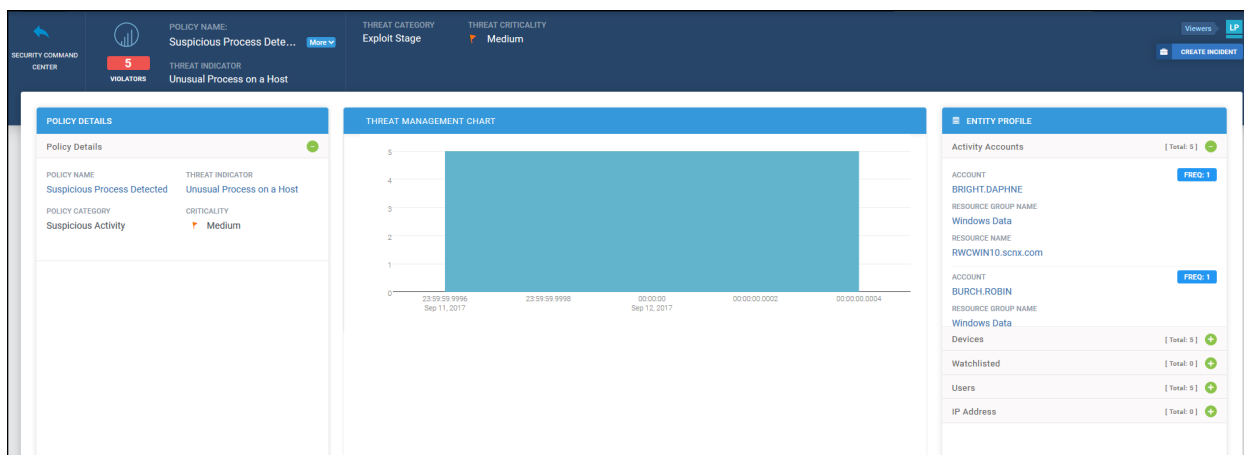 SECURITY COMMAND
CENTER
5
VIOLATORS
POLICY NAME:
Suspicious Process Dete... More
THREAT INDICATOR
Unusual Process on a Host
THREAT CATEGORY
Exploit Stage
THREAT CRITICALITY
Medium
Viewers LP
CREATE INCIDENT
POLICY DETAILS
Policy Details
POLICY NAME
Suspicious Process Detected
THREAT INDICATOR
Unusual Process on a Host
POLICY CATEGORY
Suspicious Activity
CRITICALITY
Medium
THREAT MANAGEMENT CHART
5
4
3
2
1
0
23:59:59.9996
Sep 11, 2017
23:59:59.9998
00:00:00
Sep 12, 2017
00:00:00.0002
00:00:00.0004
ENTITY PROFILE
Activity Accounts [ Total: 5 ]
ACCOUNT FREQ: 1
BRIGHT.DAPHNE
RESOURCE GROUP NAME
Windows Data
RESOURCE NAME
RWCWIN10.scnx.com
ACCOUNT FREQ: 1
BURCH.ROBIN
RESOURCE GROUP NAME
Windows Data
Devices [ Total: 5 ]
Watchlisted [ Total: 0 ]
Users [ Total: 5 ]
IP Address [ Total: 0 ]